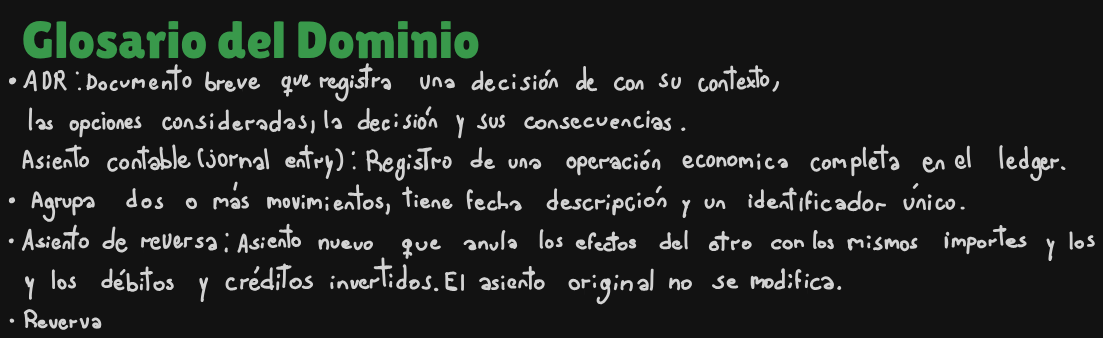 Glosario del Dominio
• ADR: Documento breve que registra una decisión de con su contexto,
las opciones consideradas, la decisión y sus consecuencias.
Asiento contable (jornal entry): Registro de una operación economica completa en el ledger.
• Agrupa dos o más movimientos, tiene fecha descripción y un identificador único.
• Asiento de reversa: Asiento nuevo que anula los efectos del otro con los mismos importes y los
y los débitos y créditos invertidos. El asiento original no se modifica.
• Reverva